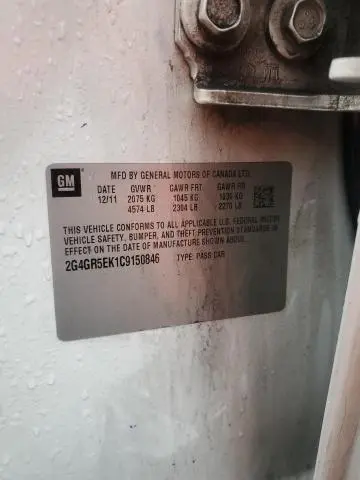 GM
MFD BY GENERAL MOTORS OF CANADA LTD.
DATE GVWR GAWR FRT GAWR RR
12/11 2075 KG 1045 KG 1030 KG
4574 LB 2304 LB 2270 LB
THIS VEHICLE CONFORMS TO ALL APPLICABLE U.S. FEDERAL MOTOR
VEHICLE SAFETY, BUMPER, AND THEFT PREVENTION STANDARDS IN
EFFECT ON THE DATE OF MANUFACTURE SHOWN ABOVE.
2G4GR5EK1C9150846 TYPE: PASS CAR